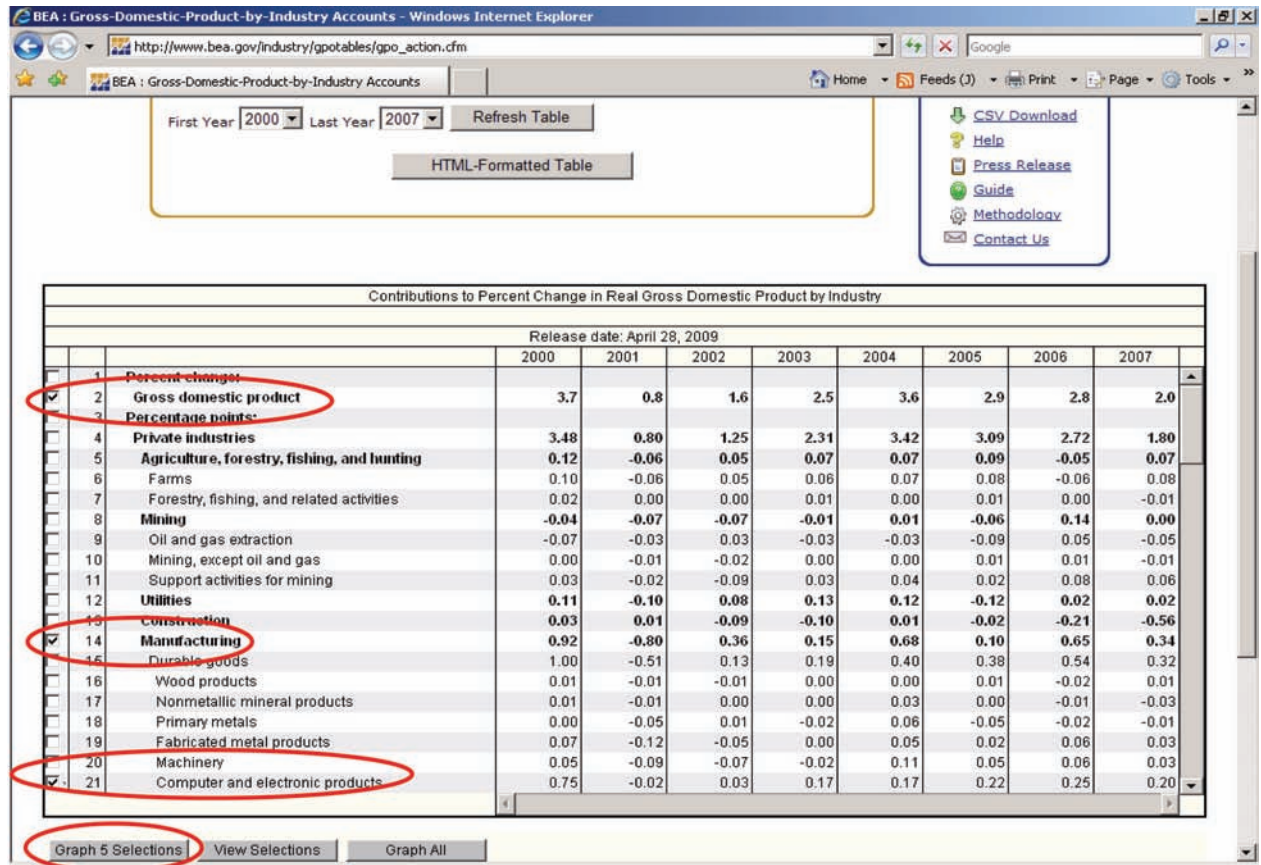 BEA : Gross-Domestic-Product-by-Industry Accounts - Windows Internet Explorer
http://www.bea.gov/industry/gpotables/gpo_action.cfm Google
BEA : Gross-Domestic-Product-by-Industry Accounts Home Feeds (J) Print Page Tools »
First Year 2000 Last Year 2007 Refresh Table
HTML-Formatted Table
CSV Download
Help
Press Release
Guide
Methodology
Contact Us
Contributions to Percent Change in Real Gross Domestic Product by Industry
Release date: April 28, 2009
2000 2001 2002 2003 2004 2005 2006 2007
1 Percent change:
2 Gross domestic product 3.7 0.8 1.6 2.5 3.6 2.9 2.8 2.0
3 Percentage points:
4 Private industries 3.48 0.80 1.25 2.31 3.42 3.09 2.72 1.80
5 Agriculture, forestry, fishing, and hunting 0.12 -0.06 0.05 0.07 0.07 0.09 -0.05 0.07
6 Farms 0.10 -0.06 0.05 0.06 0.07 0.08 -0.06 0.08
7 Forestry, fishing, and related activities 0.02 0.00 0.00 0.01 0.00 0.01 0.00 -0.01
8 Mining -0.04 -0.07 -0.07 -0.01 0.01 -0.06 0.14 0.00
9 Oil and gas extraction -0.07 -0.03 0.03 -0.03 -0.03 -0.09 0.05 -0.05
10 Mining, except oil and gas 0.00 -0.01 -0.02 0.00 0.00 0.01 0.01 -0.01
11 Support activities for mining 0.03 -0.02 -0.09 0.03 0.04 0.02 0.08 0.06
12 Utilities 0.11 -0.10 0.08 0.13 0.12 -0.12 0.02 0.02
13 Construction 0.03 0.01 -0.09 -0.10 0.01 -0.02 -0.21 -0.56
14 Manufacturing 0.92 -0.80 0.36 0.15 0.68 0.10 0.65 0.34
15 Durable goods 1.00 -0.51 0.13 0.19 0.40 0.38 0.54 0.32
16 Wood products 0.01 -0.01 -0.01 0.00 0.00 0.01 -0.02 0.01
17 Nonmetallic mineral products 0.01 -0.01 0.00 0.00 0.03 0.00 -0.01 -0.03
18 Primary metals 0.00 -0.05 0.01 -0.02 0.06 -0.05 -0.02 -0.01
19 Fabricated metal products 0.07 -0.12 -0.05 0.00 0.05 0.02 0.06 0.03
20 Machinery 0.05 -0.09 -0.07 -0.02 0.11 0.05 0.06 0.03
21 Computer and electronic products 0.75 -0.02 0.03 0.17 0.17 0.22 0.25 0.20
Graph 5 Selections View Selections Graph All